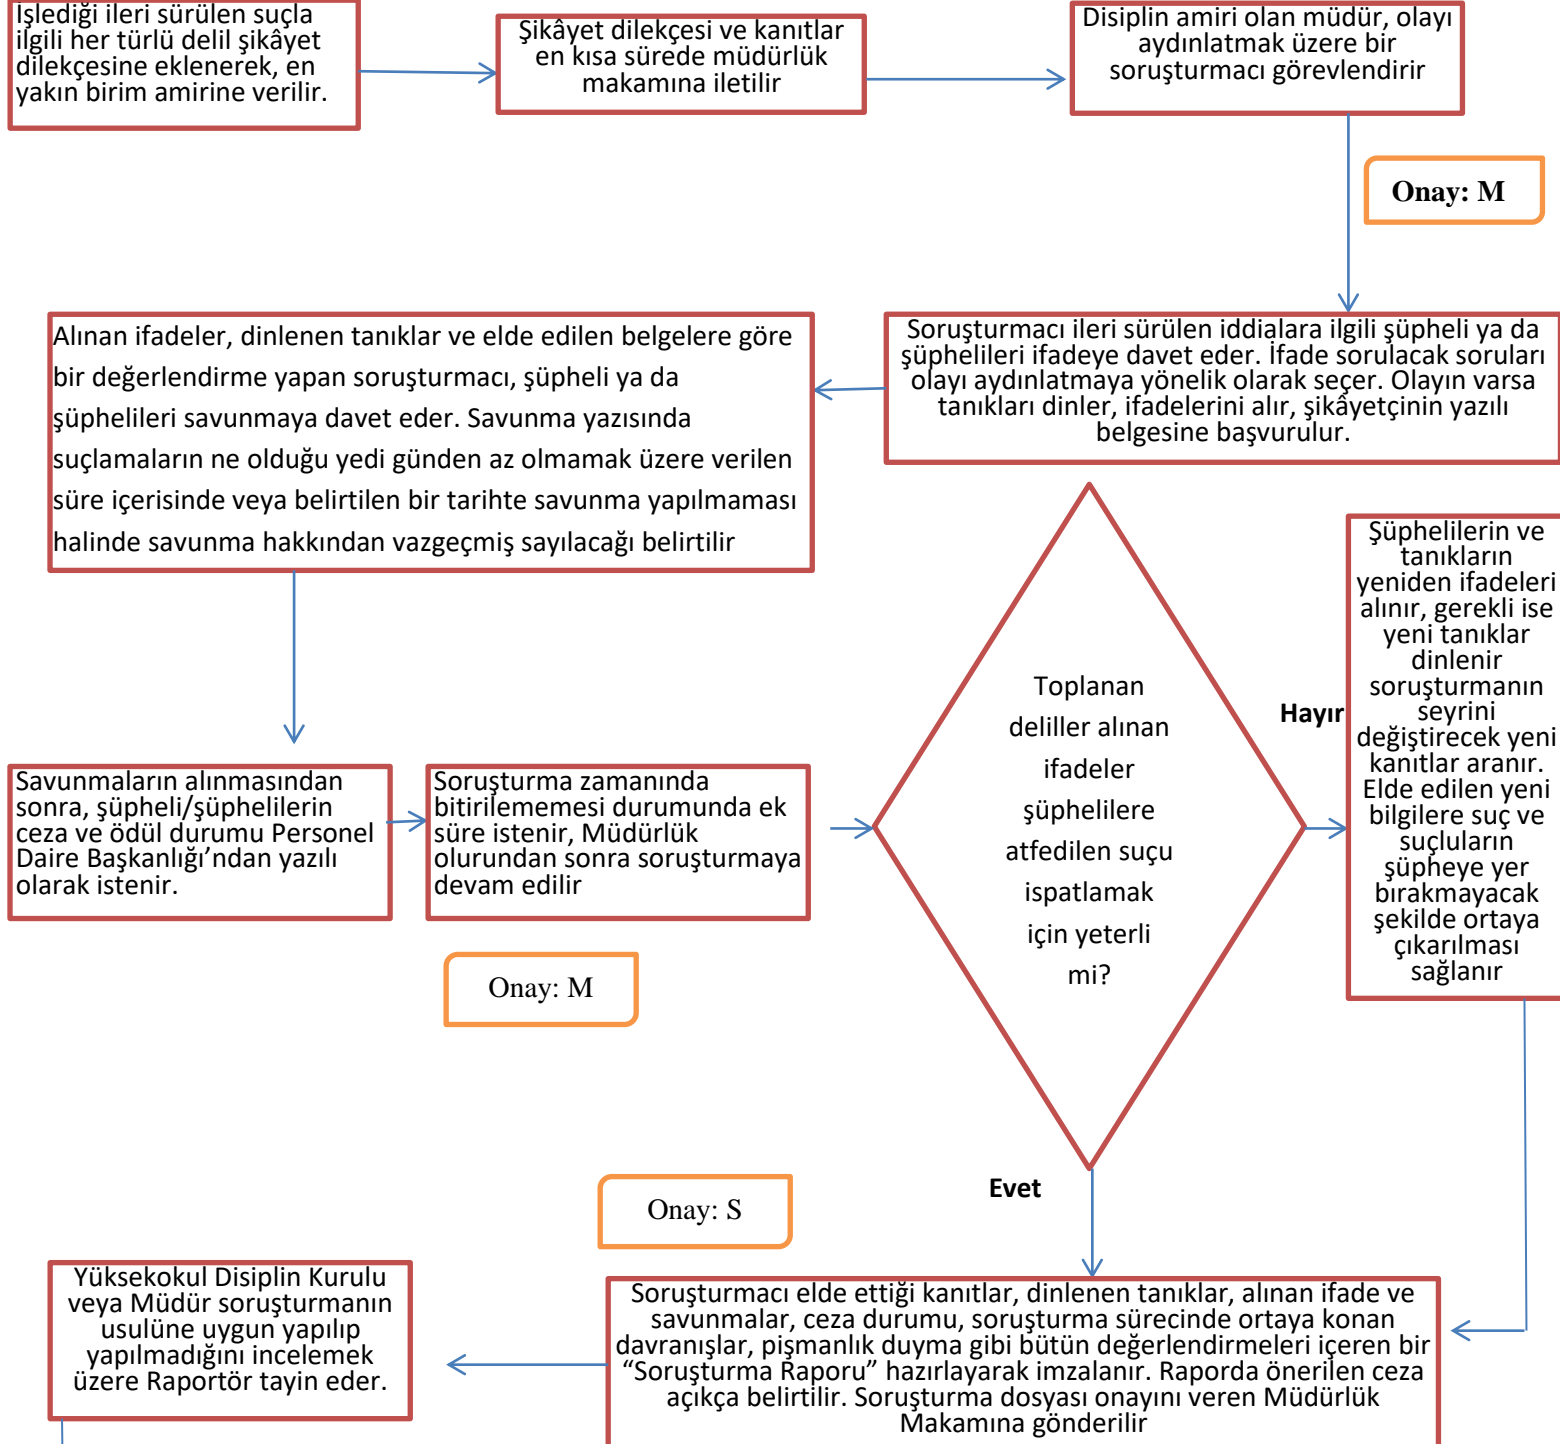 İşlediği ileri sürülen suçla
ilgili her türlü delil şikâyet
dilekçesine eklenerek, en
yakın birim amirine verilir.
Şikâyet dilekçesi ve kanıtlar
en kısa sürede müdürlük
makamına iletilir
Disiplin amiri olan müdür, olayı
aydınlatmak üzere bir
soruşturmacı görevlendirir
Onay: M
Soruşturmacı ileri sürülen iddialara ilgili şüpheli ya da
şüphelileri ifadeye davet eder. İfade sorulacak soruları
olayı aydınlatmaya yönelik olarak seçer. Olayın varsa
tanıkları dinler, ifadelerini alır, şikâyetçinin yazılı
belgesine başvurulur.
Alınan ifadeler, dinlenen tanıklar ve elde edilen belgelere göre
bir değerlendirme yapan soruşturmacı, şüpheli ya da
şüphelileri savunmaya davet eder. Savunma yazısında
suçlamaların ne olduğu yedi günden az olmamak üzere verilen
süre içerisinde veya belirtilen bir tarihte savunma yapılmaması
halinde savunma hakkından vazgeçmiş sayılacağı belirtilir
Savunmaların alınmasından
sonra, şüpheli/şüphelilerin
ceza ve ödül durumu Personel
Daire Başkanlığı’ndan yazılı
olarak istenir.
Soruşturma zamanında
bitirilememesi durumunda ek
süre istenir, Müdürlük
olurundan sonra soruşturmaya
devam edilir
Onay: M
Toplanan
deliller alınan
ifadeler
şüphelilere
atfedilen suçu
ispatlamak
için yeterli
mi?
Hayır
Şüphelilerin ve
tanıkların
yeniden ifadeleri
alınır, gerekli ise
yeni tanıklar
dinlenir
soruşturmanın
seyrini
değiştirecek yeni
kanıtlar aranır.
Elde edilen yeni
bilgilere suç ve
suçluların
şüpheye yer
bırakmayacak
şekilde ortaya
çıkarılması
sağlanır
Evet
Onay: S
Soruşturmacı elde ettiği kanıtlar, dinlenen tanıklar, alınan ifade ve
savunmalar, ceza durumu, soruşturma sürecinde ortaya konan
davranışlar, pişmanlık duyma gibi bütün değerlendirmeleri içeren bir
“Soruşturma Raporu” hazırlayarak imzalanır. Raporda önerilen ceza
açıkça belirtilir. Soruşturma dosyası onayını veren Müdürlük
Makamına gönderilir
Yüksekokul Disiplin Kurulu
veya Müdür soruşturmanın
usulüne uygun yapılıp
yapılmadığını incelemek
üzere Raportör tayin eder.